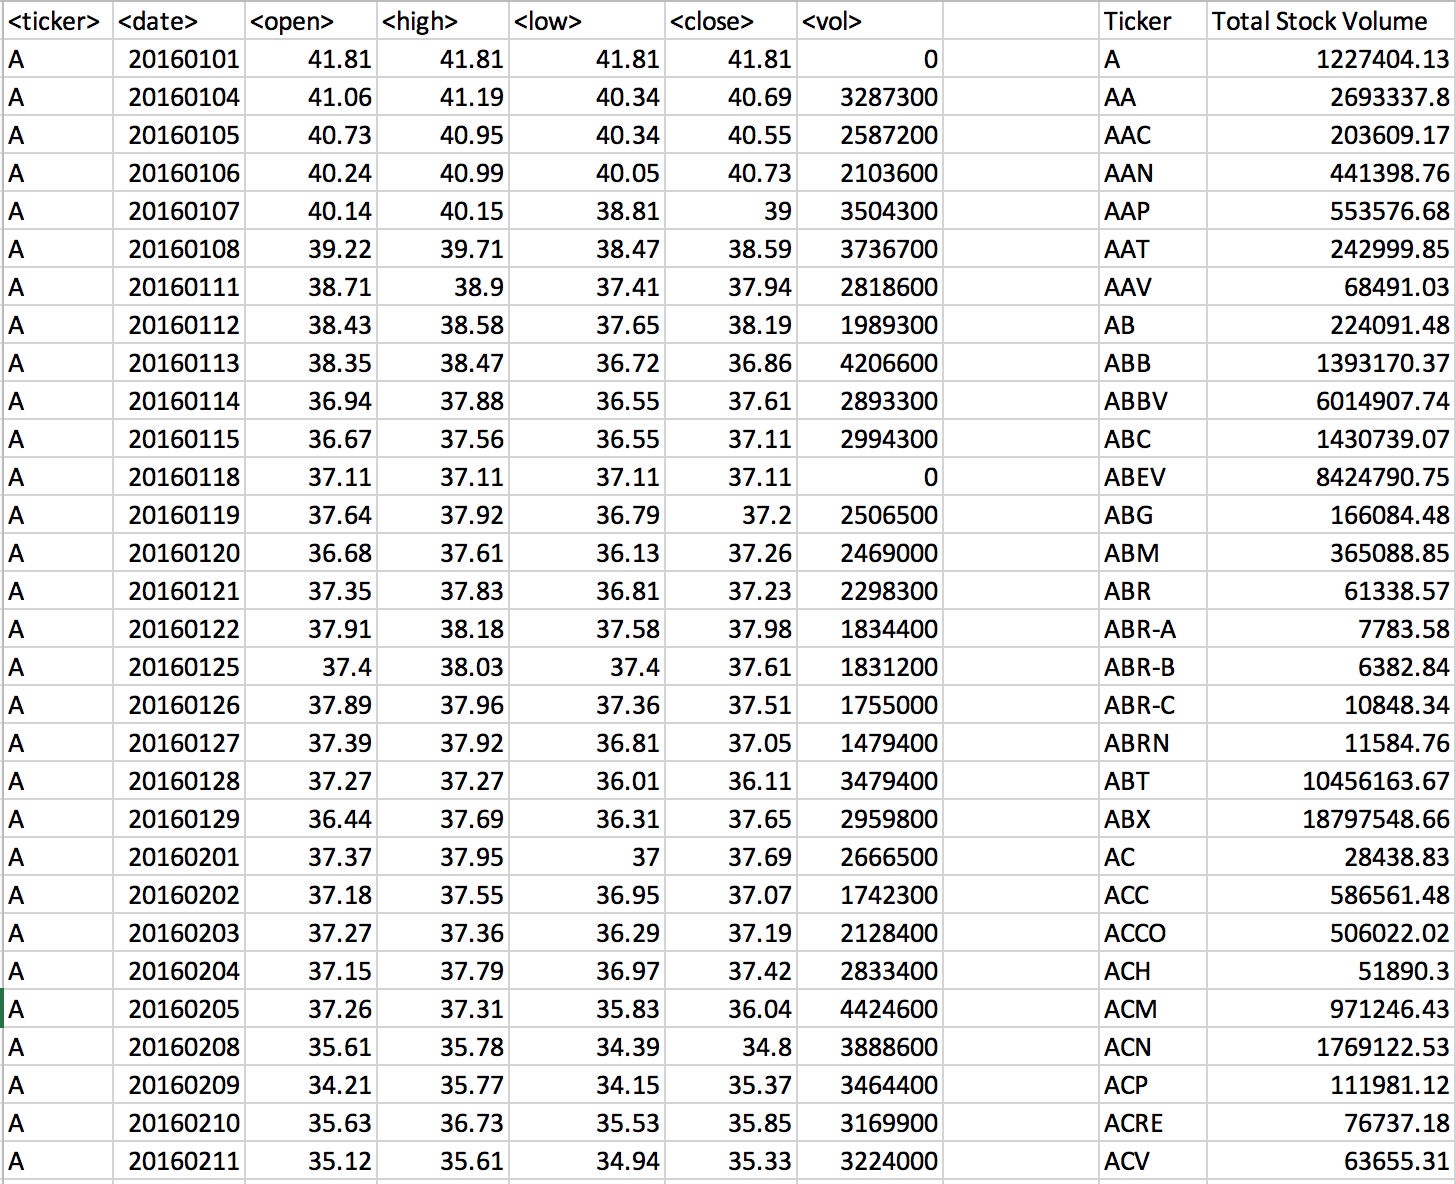 <ticker> <date> <open> <high> <low> <close> <vol> Ticker Total Stock Volume
A 20160101 41.81 41.81 41.81 41.81 0 A 1227404.13
A 20160104 41.06 41.19 40.34 40.69 3287300 AA 2693337.8
A 20160105 40.73 40.95 40.34 40.55 2587200 AAC 203609.17
A 20160106 40.24 40.99 40.05 40.73 2103600 AAN 441398.76
A 20160107 40.14 40.15 38.81 39 3504300 AAP 553576.68
A 20160108 39.22 39.71 38.47 38.59 3736700 AAT 242999.85
A 20160111 38.71 38.9 37.41 37.94 2818600 AAV 68491.03
A 20160112 38.43 38.58 37.65 38.19 1989300 AB 224091.48
A 20160113 38.35 38.47 36.72 36.86 4206600 ABB 1393170.37
A 20160114 36.94 37.88 36.55 37.61 2893300 ABBV 6014907.74
A 20160115 36.67 37.56 36.55 37.11 2994300 ABC 1430739.07
A 20160118 37.11 37.11 37.11 37.11 0 ABEV 8424790.75
A 20160119 37.64 37.92 36.79 37.2 2506500 ABG 166084.48
A 20160120 36.68 37.61 36.13 37.26 2469000 ABM 365088.85
A 20160121 37.35 37.83 36.81 37.23 2298300 ABR 61338.57
A 20160122 37.91 38.18 37.58 37.98 1834400 ABR-A 7783.58
A 20160125 37.4 38.03 37.4 37.61 1831200 ABR-B 6382.84
A 20160126 37.89 37.96 37.36 37.51 1755000 ABR-C 10848.34
A 20160127 37.39 37.92 36.81 37.05 1479400 ABRN 11584.76
A 20160128 37.27 37.27 36.01 36.11 3479400 ABT 10456163.67
A 20160129 36.44 37.69 36.31 37.65 2959800 ABX 18797548.66
A 20160201 37.37 37.95 37 37.69 2666500 AC 28438.83
A 20160202 37.18 37.55 36.95 37.07 1742300 ACC 586561.48
A 20160203 37.27 37.36 36.29 37.19 2128400 ACCO 506022.02
A 20160204 37.15 37.79 36.97 37.42 2833400 ACH 51890.3
A 20160205 37.26 37.31 35.83 36.04 4424600 ACM 971246.43
A 20160208 35.61 35.78 34.39 34.8 3888600 ACN 1769122.53
A 20160209 34.21 35.77 34.15 35.37 3464400 ACP 111981.12
A 20160210 35.63 36.73 35.53 35.85 3169900 ACRE 76737.18
A 20160211 35.12 35.61 34.94 35.33 3224000 ACV 63655.31